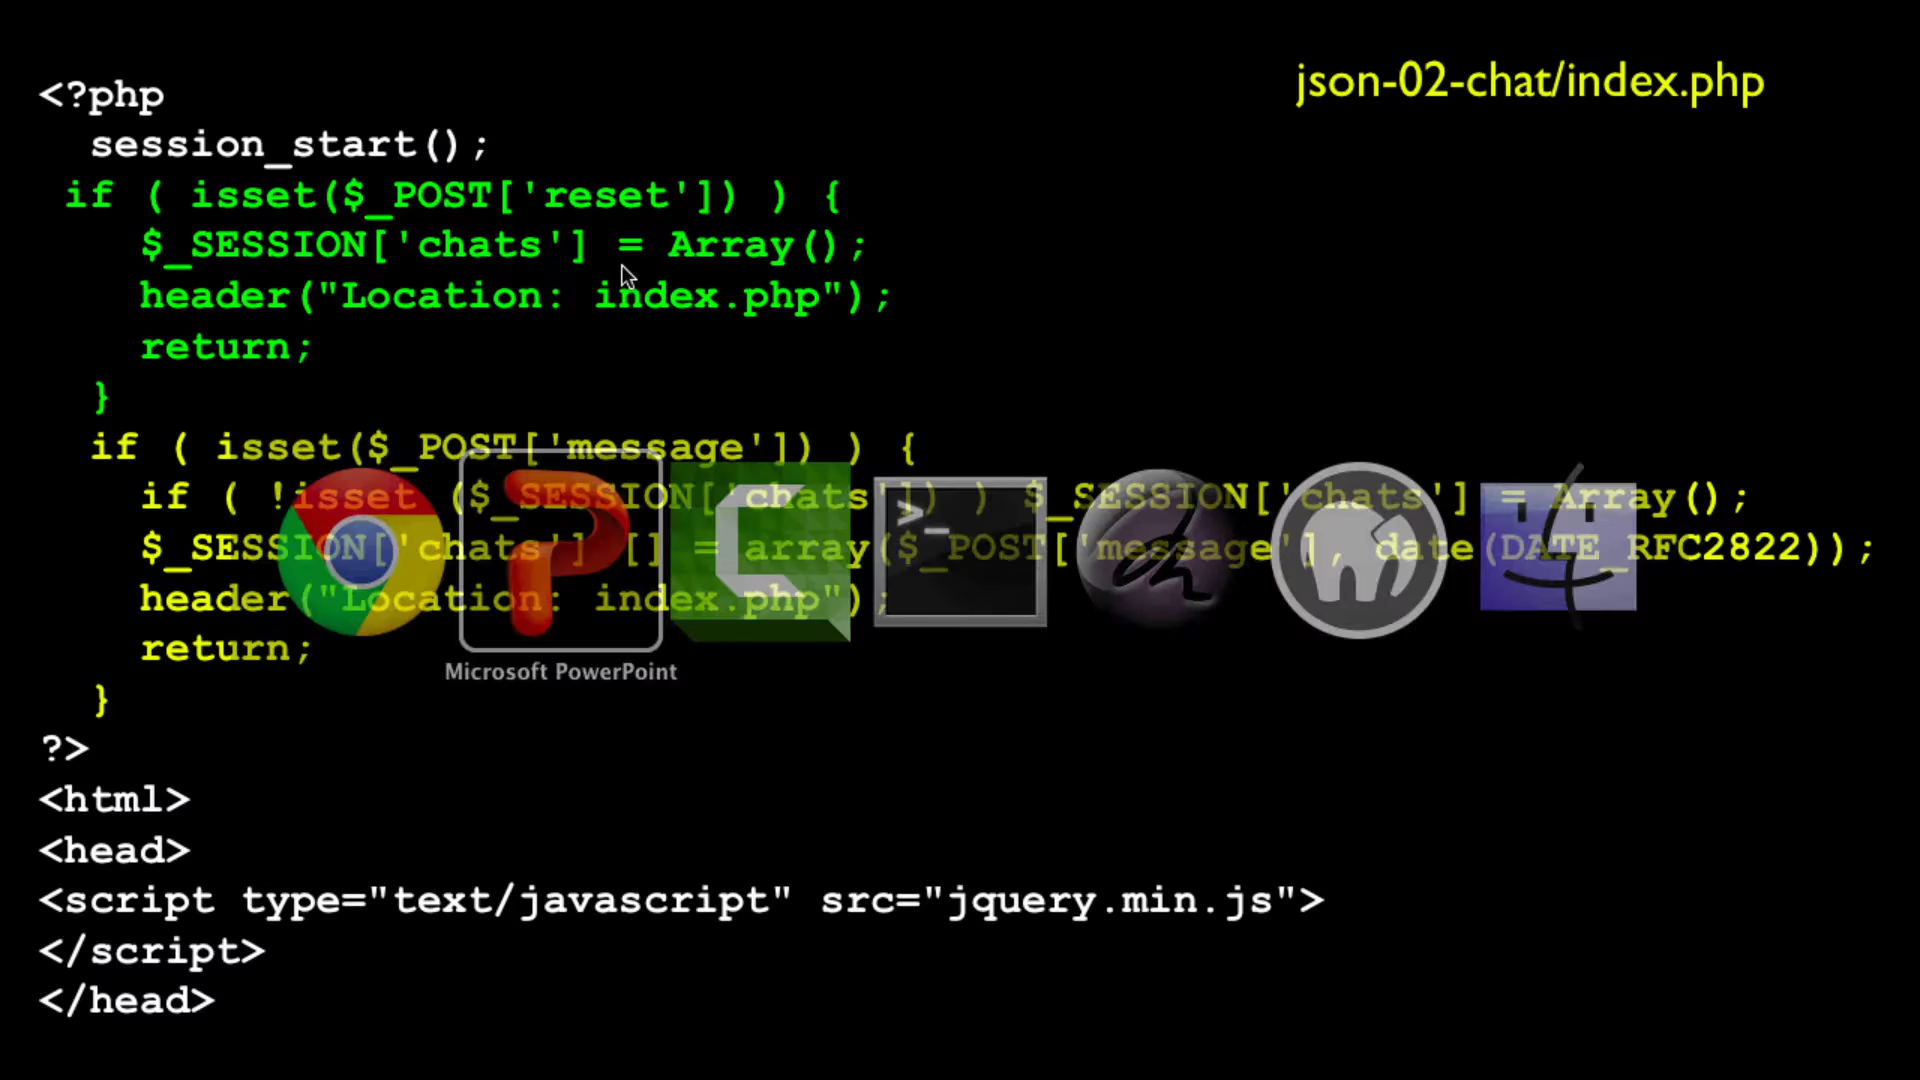 json-02-chat/index.php
<?php
session_start();
if ( isset($_POST['reset']) ) {
$_SESSION['chats'] = Array();
header("Location: index.php");
return;
}
if ( isset($_POST['message']) ) {
if ( !isset ($_SESSION['chats']) ) $_SESSION['chats'] = Array();
$_SESSION['chats'] [] = array($_POST['message'], date(DATE_RFC2822));
header("Location: index.php");
return;
Microsoft PowerPoint
}
?>
<html>
<head>
<script type="text/javascript" src="jquery.min.js">
</script>
</head>